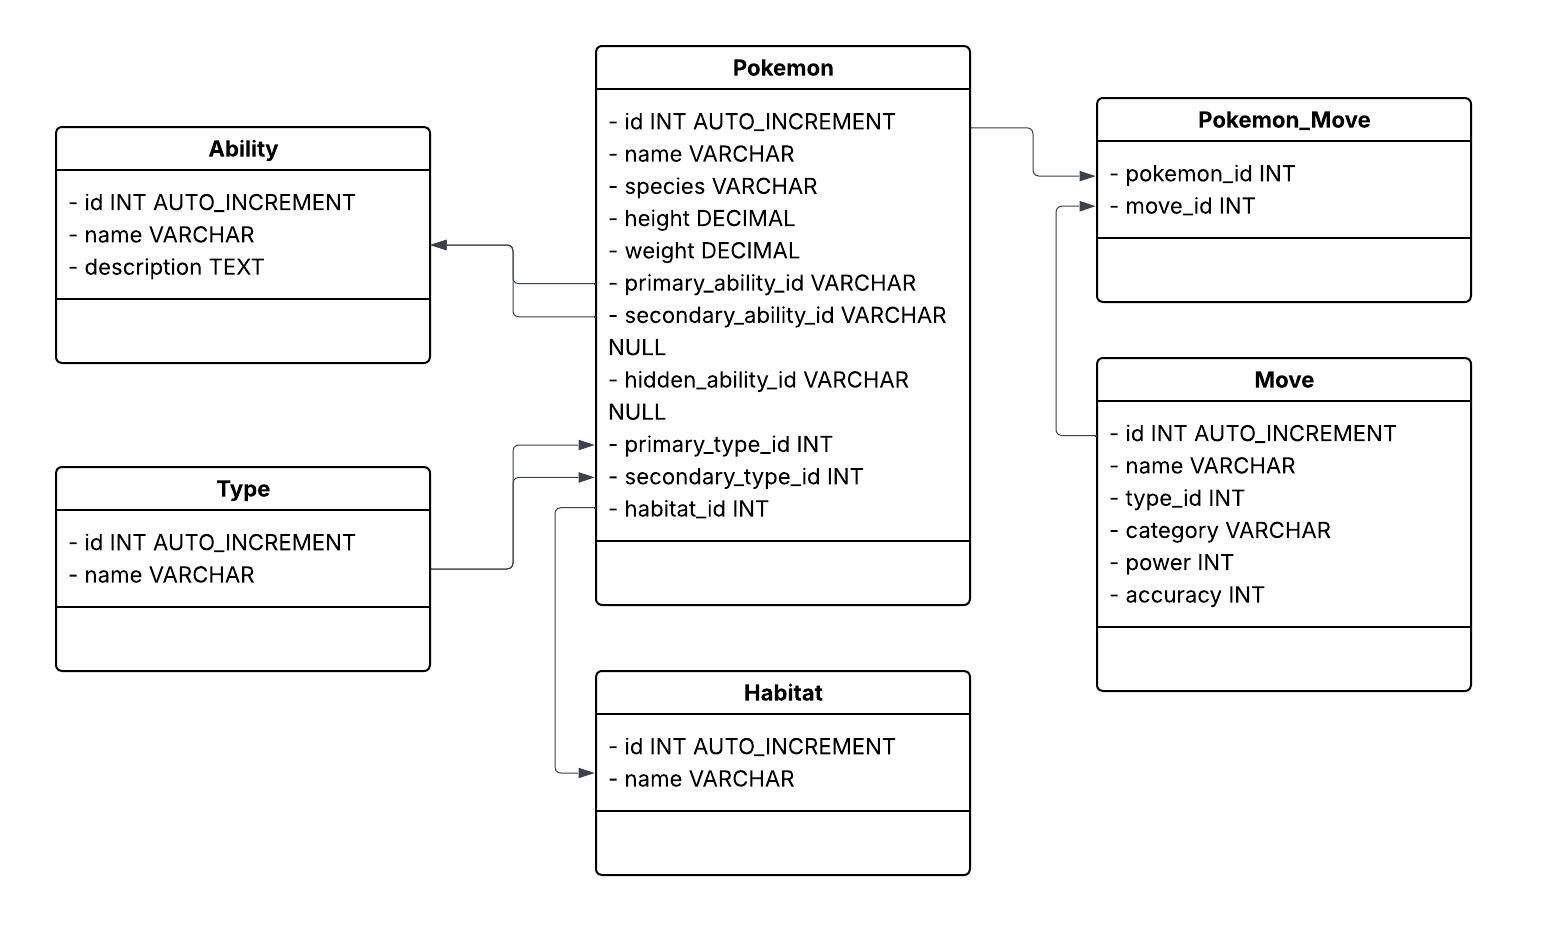 Pokemon
- id INT AUTO_INCREMENT
- name VARCHAR
- species VARCHAR
- height DECIMAL
- weight DECIMAL
- primary_ability_id VARCHAR
- secondary_ability_id VARCHAR
NULL
- hidden_ability_id VARCHAR
NULL
- primary_type_id INT
- secondary_type_id INT
- habitat_id INT
Ability
- id INT AUTO_INCREMENT
- name VARCHAR
- description TEXT
Type
- id INT AUTO_INCREMENT
- name VARCHAR
Habitat
- id INT AUTO_INCREMENT
- name VARCHAR
Pokemon_Move
- pokemon_id INT
- move_id INT
Move
- id INT AUTO_INCREMENT
- name VARCHAR
- type_id INT
- category VARCHAR
- power INT
- accuracy INT